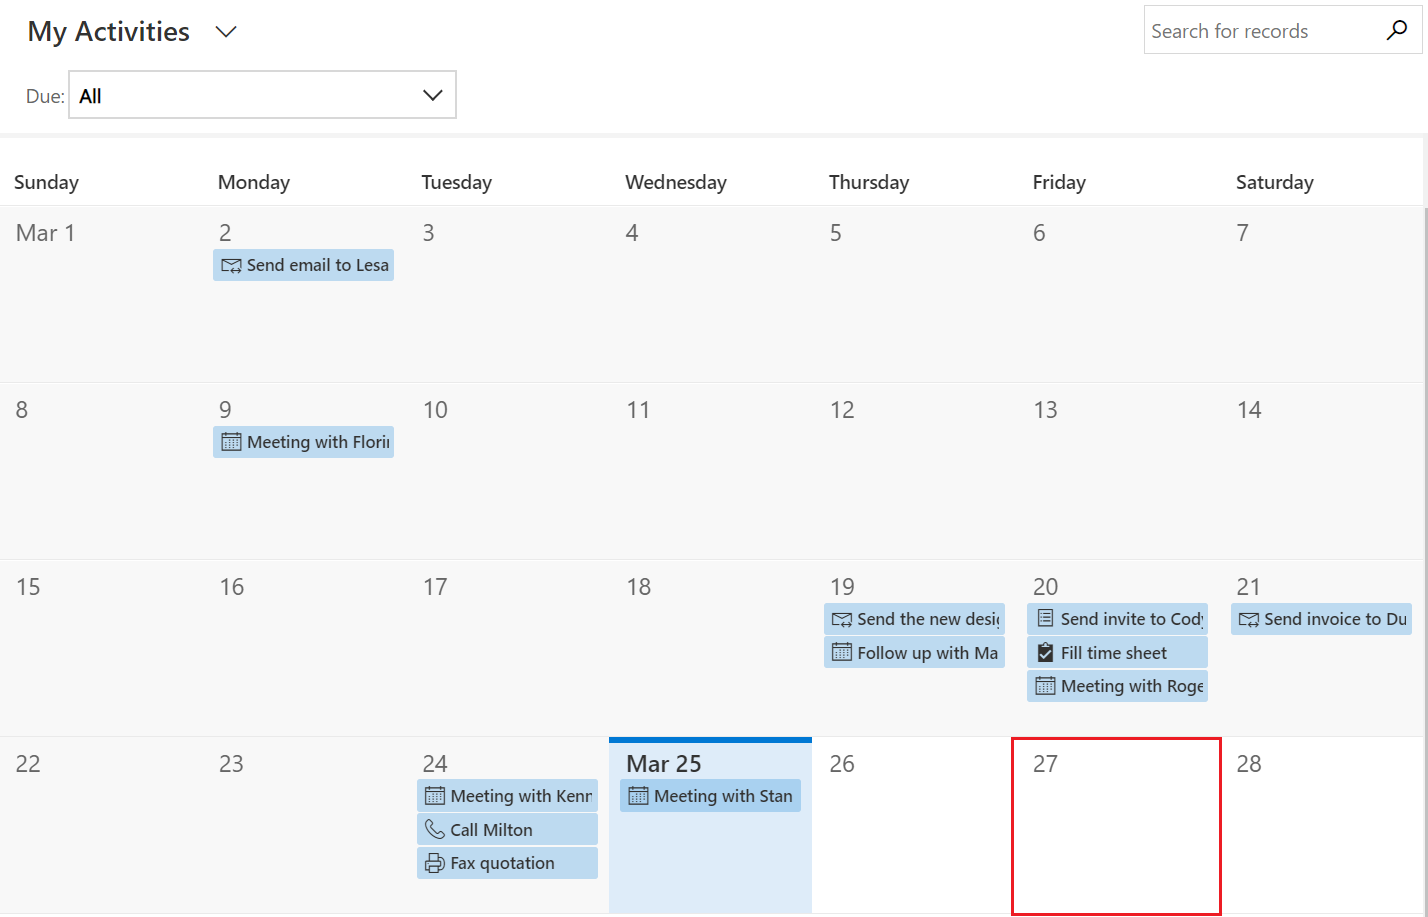 My Activities
Search for records
Due: All
Sunday Monday Tuesday Wednesday Thursday Friday Saturday
Mar 1 2 3 4 5 6 7
Send email to Lesa
8 9 10 11 12 13 14
Meeting with Florin
15 16 17 18 19 20 21
Send the new desig Send invite to Cody Send invoice to Du
Follow up with Ma Fill time sheet
Meeting with Roge
22 23 24 Mar 25 26 27 28
Meeting with Kenn Meeting with Stan
Call Milton
Fax quotation